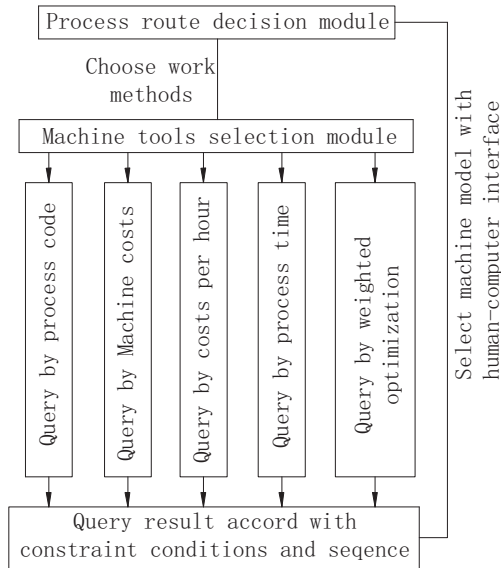 Process route decision module
Choose work
methods
Machine tools selection module
Query by process code
Query by Machine costs
Query by costs per hour
Query by process time
Query by weighted
optimization
Query result accord with
constraint conditions and seqence
Select machine model with
human-computer interface